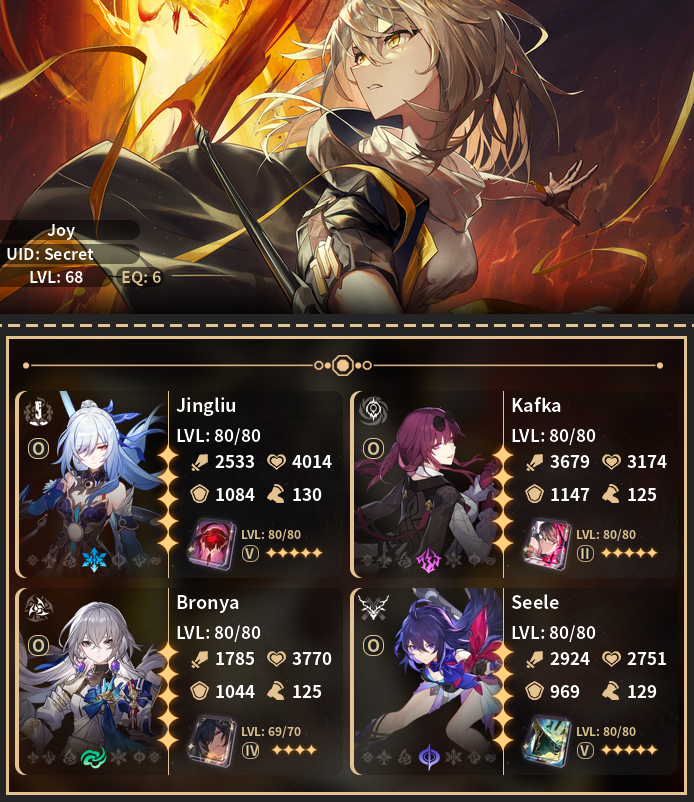 Joy
UID: Secret
LVL: 68
EQ: 6
Jingliu
LVL: 80/80
2533 4014
1084 130
O
LVL: 80/80
V
Kafka
LVL: 80/80
3679 3174
1147 125
O
LVL: 80/80
II
Bronya
LVL: 80/80
1785 3770
1044 125
O
LVL: 69/70
IV
Seele
LVL: 80/80
2924 2751
969 129
O
LVL: 80/80
V